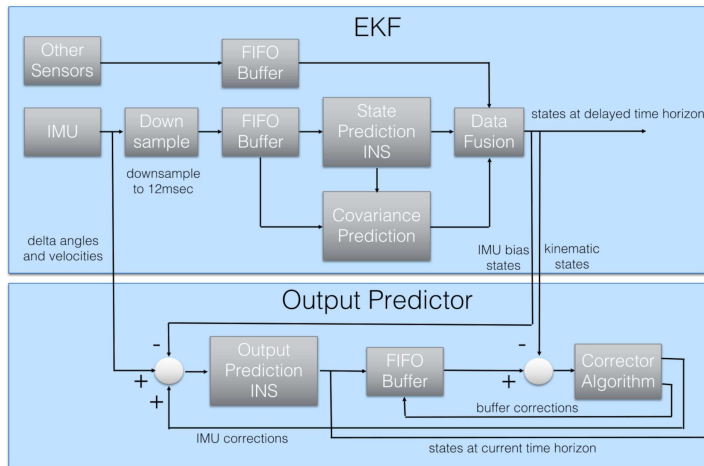 EKF
Other
Sensors
FIFO
Buffer
IMU
Down
sample
FIFO
Buffer
State
Prediction
INS
Data
Fusion
states at delayed time horizon
downsample
to 12msec
Covariance
Prediction
delta angles
and velocities
IMU bias
states
kinematic
states
Output Predictor
-
-
Output
Prediction
INS
FIFO
Buffer
Corrector
Algorithm
+
+
+
buffer corrections
IMU corrections
states at current time horizon